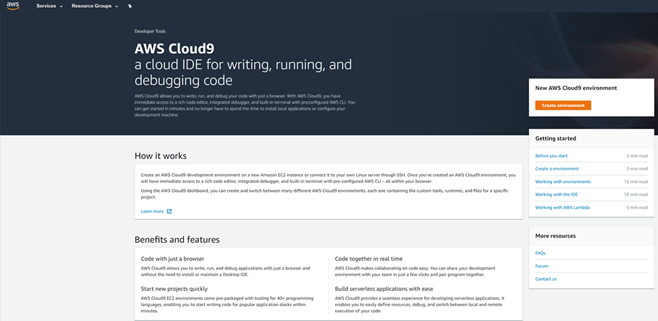 aws
Services
Resource Groups
Developer Tools
AWS Cloud9
a cloud IDE for writing, running, and
debugging code
AWS Cloud9 allows you to write, run, and debug your code with just a browser. With AWS Cloud9, you have
immediate access to a rich code editor, integrated debugger, and built-in terminal with preconfigured AWS CLI. You
can get started in minutes and no longer have to spend the time to install local applications or configure your
development machine.
New AWS Cloud9 environment
Create environment
Getting started
Before you start 2 min read
Create a environment 3 min read
Working with environments 15 min read
Working with the IDE 10 min read
Working with AWS Lambda 5 min read
More resources
FAQs
Forum
Contact us
How it works
Create an AWS Cloud9 development environment on a new Amazon EC2 instance or connect it to your own Linux server though SSH. Once you've created an AWS Cloud9 environment, you
will have immediate access to a rich code editor, integrated debugger, and built-in terminal with pre-configured AWS CLI – all within your browser.
Using the AWS Cloud9 dashboard, you can create and switch between many different AWS Cloud9 environments, each one containing the custom tools, runtimes, and files for a specific
project.
Learn more
Benefits and features
Code with just a browser
AWS Cloud9 allows you to write, run, and debug applications with just a browser and
without the need to install or maintain a Desktop IDE.
Code together in real time
AWS Cloud9 makes collaborating on code easy. You can share your development
environment with your team in just a few clicks and pair program together.
Start new projects quickly
AWS Cloud9 EC2 environments come pre-packaged with tooling for 40+ programming
languages, enabling you to start writing code for popular application stacks within
minutes.
Build serverless applications with ease
AWS Cloud9 provides a seamless experience for developing serverless applications. It
enables you to easily define resources, debug, and switch between local and remote
execution of your code.